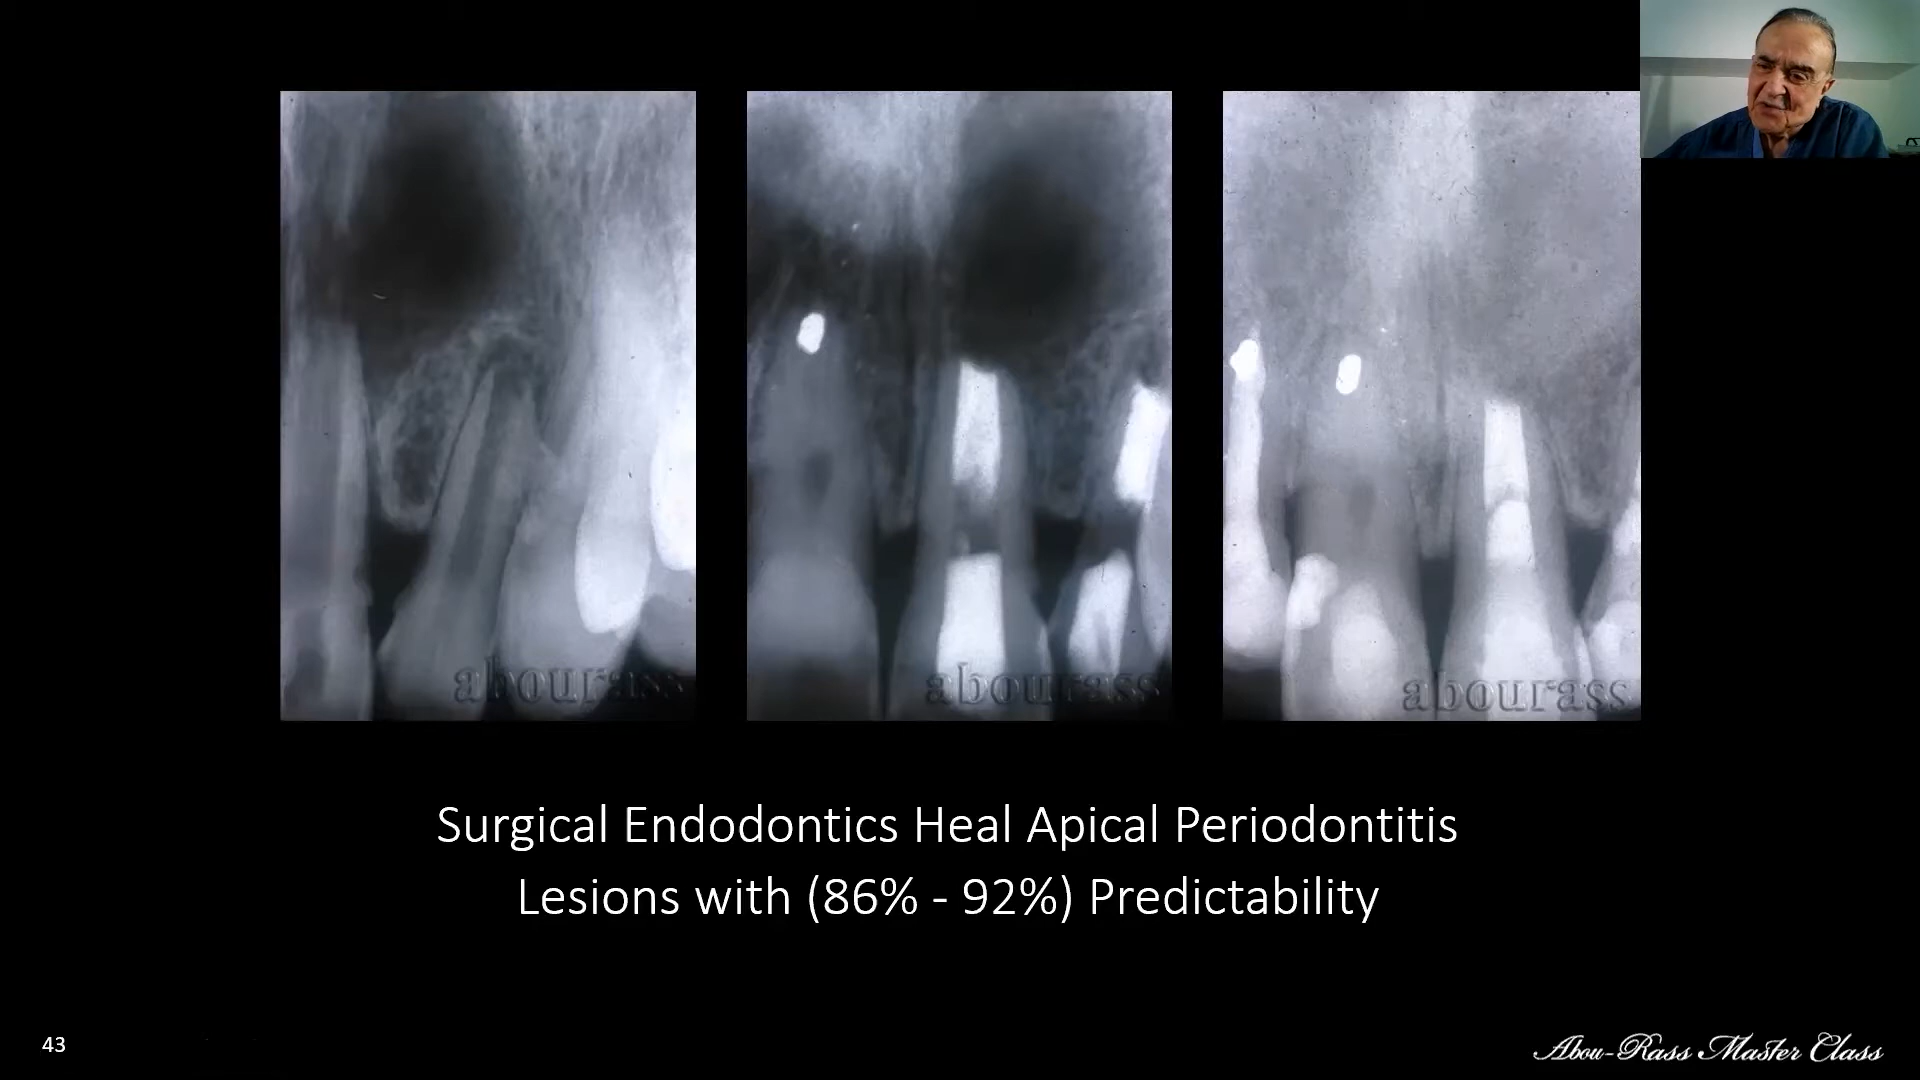 abourass
abourass
abourass
Surgical Endodontics Heal Apical Periodontitis
Lesions with (86% - 92%) Predictability
43
Abou-Rass Master Class